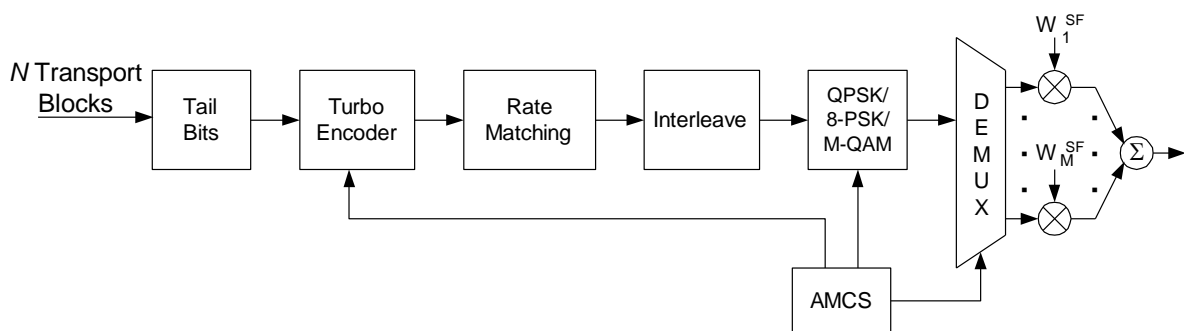 N Transport
Blocks
Tail
Bits
Turbo
Encoder
Rate
Matching
Interleave
QPSK/
8-PSK/
M-QAM
D
E
M
U
X
W 1 SF
W M SF
Σ
AMCS